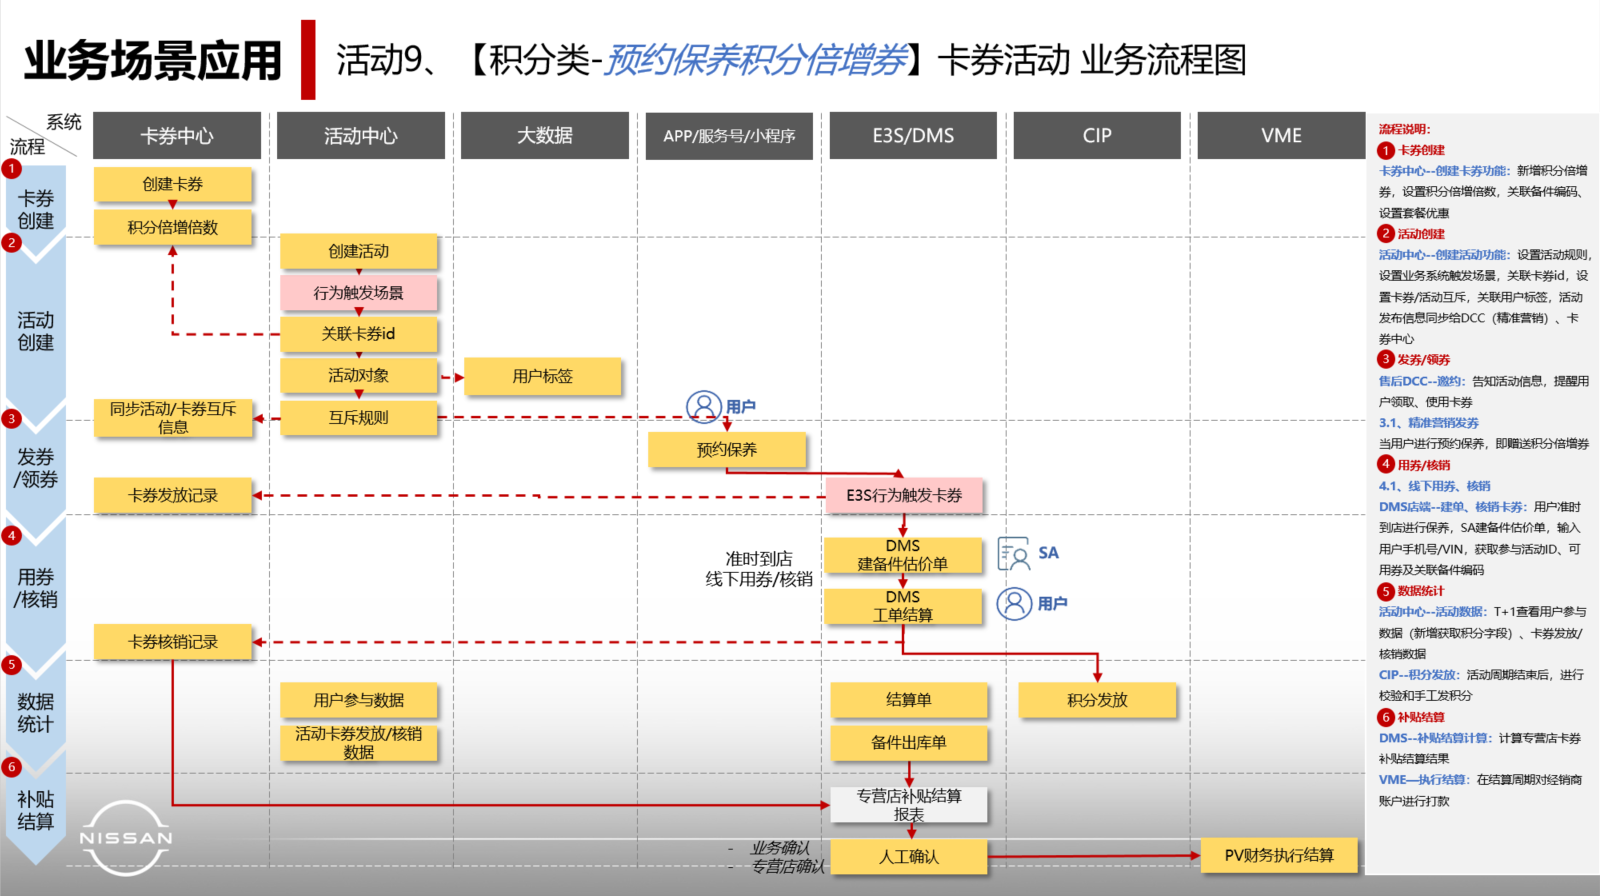 业务场景应用
活动9、【积分类-预约保养积分倍增券】卡券活动 业务流程图
系统
流程
卡券中心
活动中心
大数据
APP/服务号/小程序
E3S/DMS
CIP
VME
1
卡券
创建
创建卡券
积分倍增倍数
2
活动
创建
创建活动
行为触发场景
关联卡券id
活动对象
用户标签
互斥规则
同步活动/卡券互斥
信息
3
发券
/领券
用户
预约保养
卡券发放记录
E3S行为触发卡券
4
用券
/核销
准时到店
线下用券/核销
DMS
建备件估价单
SA
DMS
工单结算
用户
卡券核销记录
5
数据
统计
用户参与数据
活动卡券发放/核销
数据
结算单
备件出库单
积分发放
6
补贴
结算
专营店补贴结算
报表
- 业务确认
- 专营店确认
人工确认
PV财务执行结算
NISSAN
流程说明：
1 卡券创建
卡券中心--创建卡券功能：新增积分倍增
券，设置积分倍增倍数，关联备件编码、
设置套餐优惠
2 活动创建
活动中心--创建活动功能：设置活动规则，
设置业务系统触发场景，关联卡券id，设
置卡券/活动互斥，关联用户标签，活动
发布信息同步给DCC（精准营销）、卡
券中心
3 发券/领券
售后DCC--邀约：告知活动信息，提醒用
户领取、使用卡券
3.1、精准营销发券
当用户进行预约保养，即赠送积分倍增券
4 用券/核销
4.1、线下用券、核销
DMS店端--建单、核销卡券：用户准时
到店进行保养，SA建备件估价单，输入
用户手机号/VIN，获取参与活动ID、可
用券及关联备件编码
5 数据统计
活动中心--活动数据：T+1查看用户参与
数据（新增获取积分字段）、卡券发放/
核销数据
CIP--积分发放：活动周期结束后，进行
校验和手工发积分
6 补贴结算
DMS--补贴结算计算：计算专营店卡券
补贴结算结果
VME—执行结算：在结算周期对经销商
账户进行打款